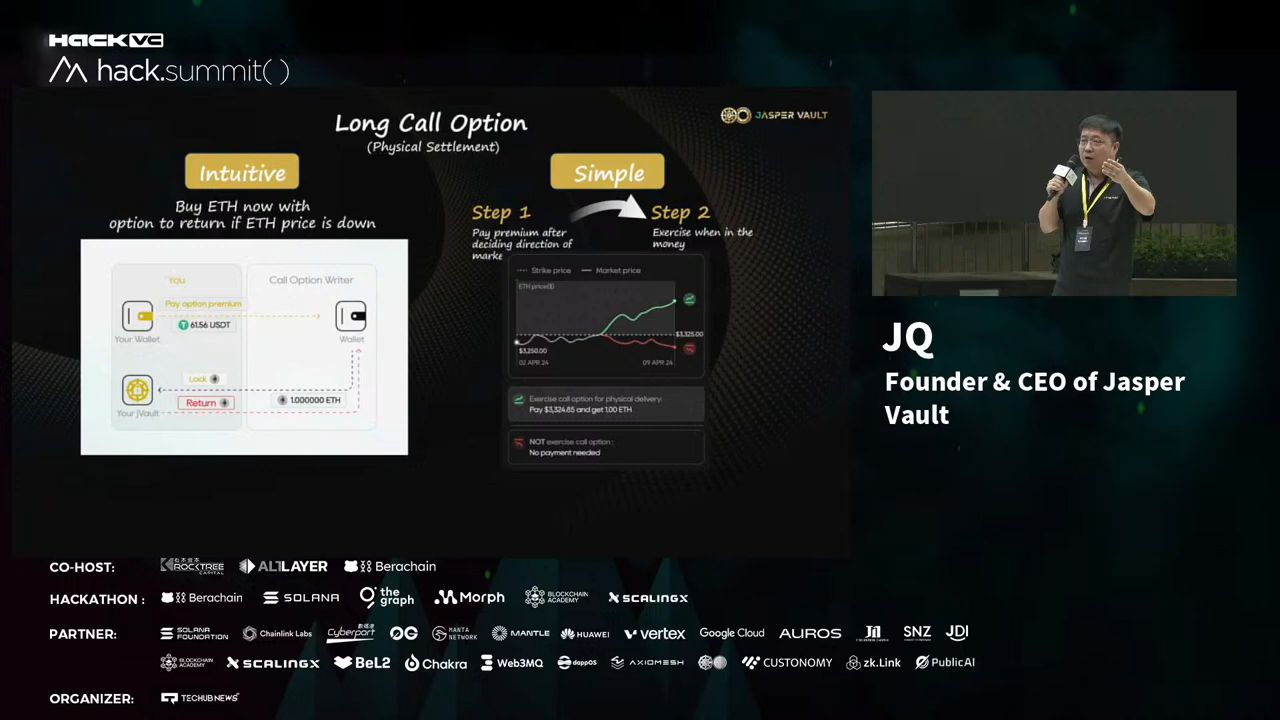 HACK VC
hack.summit()
Long Call Option
(Physical Settlement)
JASPER VAULT
Intuitive
Buy ETH now with
option to return if ETH price is down
You
Call Option Writer
Pay option premium
61.56 USDT
Your Wallet
Wallet
Lock
Return
1.000000 ETH
Your jVault
Simple
Step 1
Pay premium after
deciding direction of
marke
Step 2
Exercise when in the
money
Strike price
Market price
ETH price($)
$3,325.00
$3,250.00
02 APR 24
09 APR 24
Exercise call option for physical delivery:
Pay $3,324.85 and get 1.00 ETH
NOT exercise call option :
No payment needed
JQ
Founder & CEO of Jasper
Vault
CO-HOST:
ROCKTREE
CAPITAL
ALTLAYER
Berachain
HACKATHON :
Berachain
SOLANA
the
graph
Morph
BLOCKCHAIN
ACADEMY
SCALINGX
PARTNER:
SOLANA
FOUNDATION
Chainlink Labs
Cyberport
0G
MANTA
NETWORK
MANTLE
HUAWEI
vertex
Google Cloud
AUROS
SNZ
JDI
BLOCKCHAIN
ACADEMY
SCALINGX
BEL2
Chakra
Web3MQ
dappOS
AXIOMESH
CUSTONOMY
zk.Link
PublicAI
ORGANIZER:
TECHUB NEWS